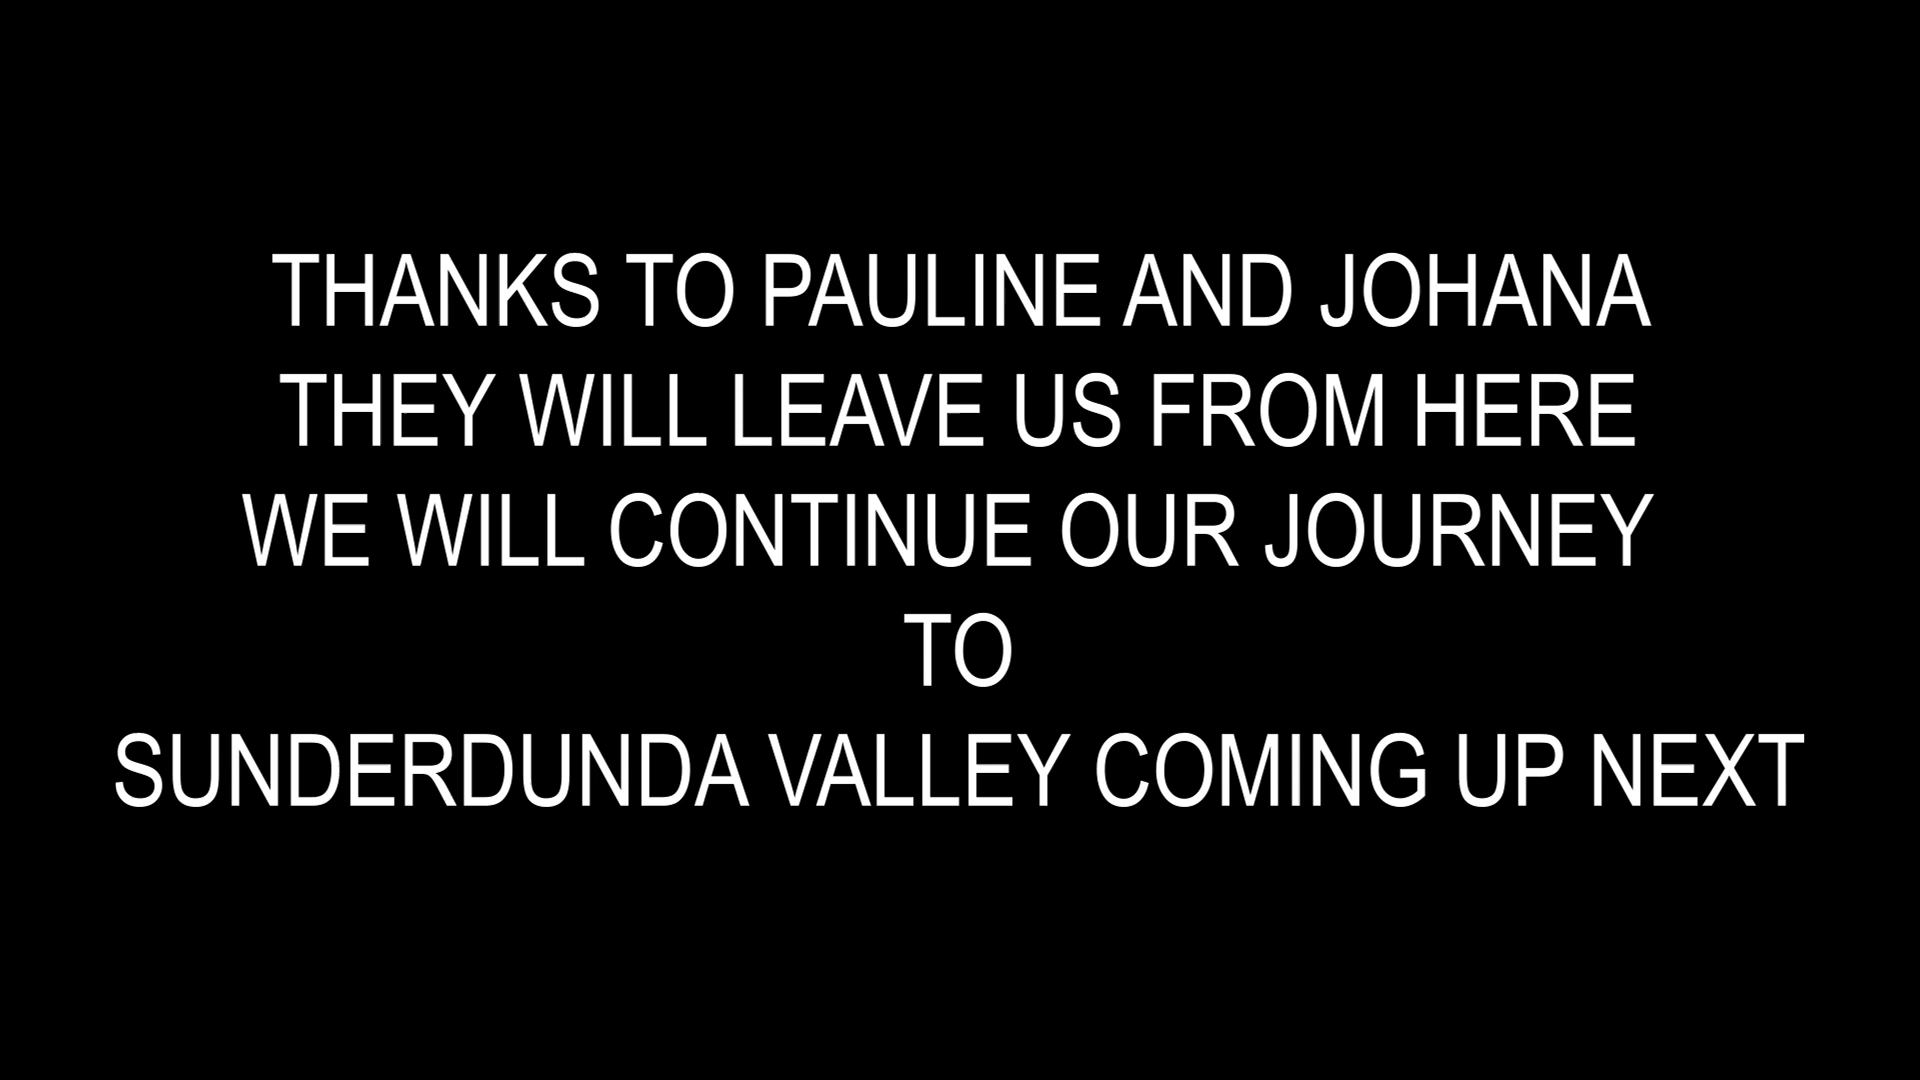 THANKS TO PAULINE AND JOHANA
THEY WILL LEAVE US FROM HERE
WE WILL CONTINUE OUR JOURNEY
TO
SUNDERDUNDA VALLEY COMING UP NEXT